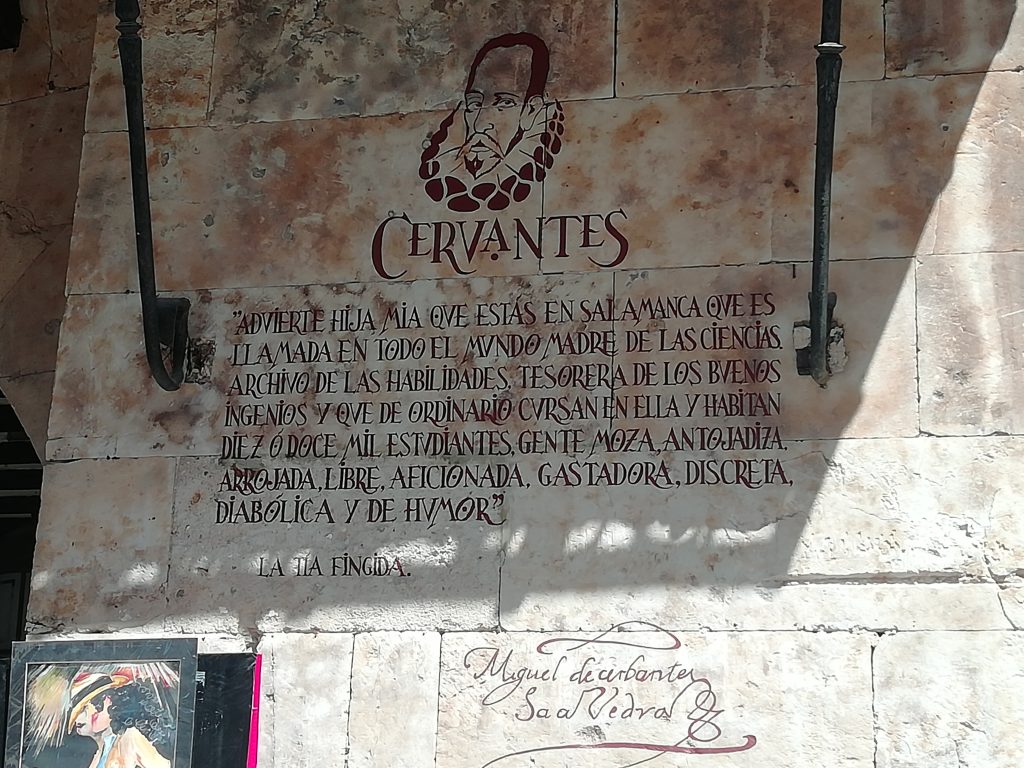 CERVANTES
"ADVIERTE HIJA MIA QVE ESTÁS EN SALAMANCA QVE ES
LLAMADA EN TODO EL MVNDO MADRE DE LAS CIENCIAS,
ARCHIVO DE LAS HABILIDADES, TESORERA DE LOS BVENOS
INGENIOS Y QVE DE ORDINARIO CVRSAN EN ELLA Y HABITAN
DIEZ Ó DOCE MIL ESTVDIANTES, GENTE MOZA, ANTOJADIZA,
ARROJADA, LIBRE, AFICIONADA, GASTADORA, DISCRETA,
DIABÓLICA Y DE HVMOR"
LA TIA FINGIDA.
Miguel de cerbantes
Saavedra